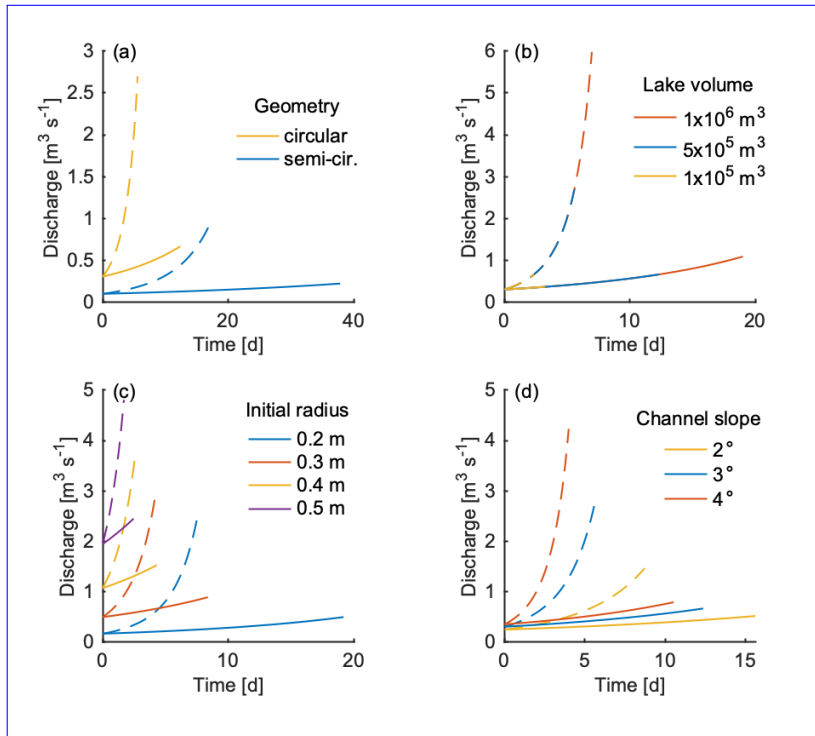 (a)
3
2.5
2
1.5
1
0.5
0
Discharge [m³ s⁻¹]
Geometry
circular
semi-cir.
0 20 40
Time [d]
(b)
6
5
4
3
2
1
0
Discharge [m³ s⁻¹]
Lake volume
1x10⁶ m³
5x10⁵ m³
1x10⁵ m³
0 10 20
Time [d]
(c)
5
4
3
2
1
0
Discharge [m³ s⁻¹]
Initial radius
0.2 m
0.3 m
0.4 m
0.5 m
0 10 20
Time [d]
(d)
5
4
3
2
1
0
Discharge [m³ s⁻¹]
Channel slope
2°
3°
4°
0 5 10 15
Time [d]